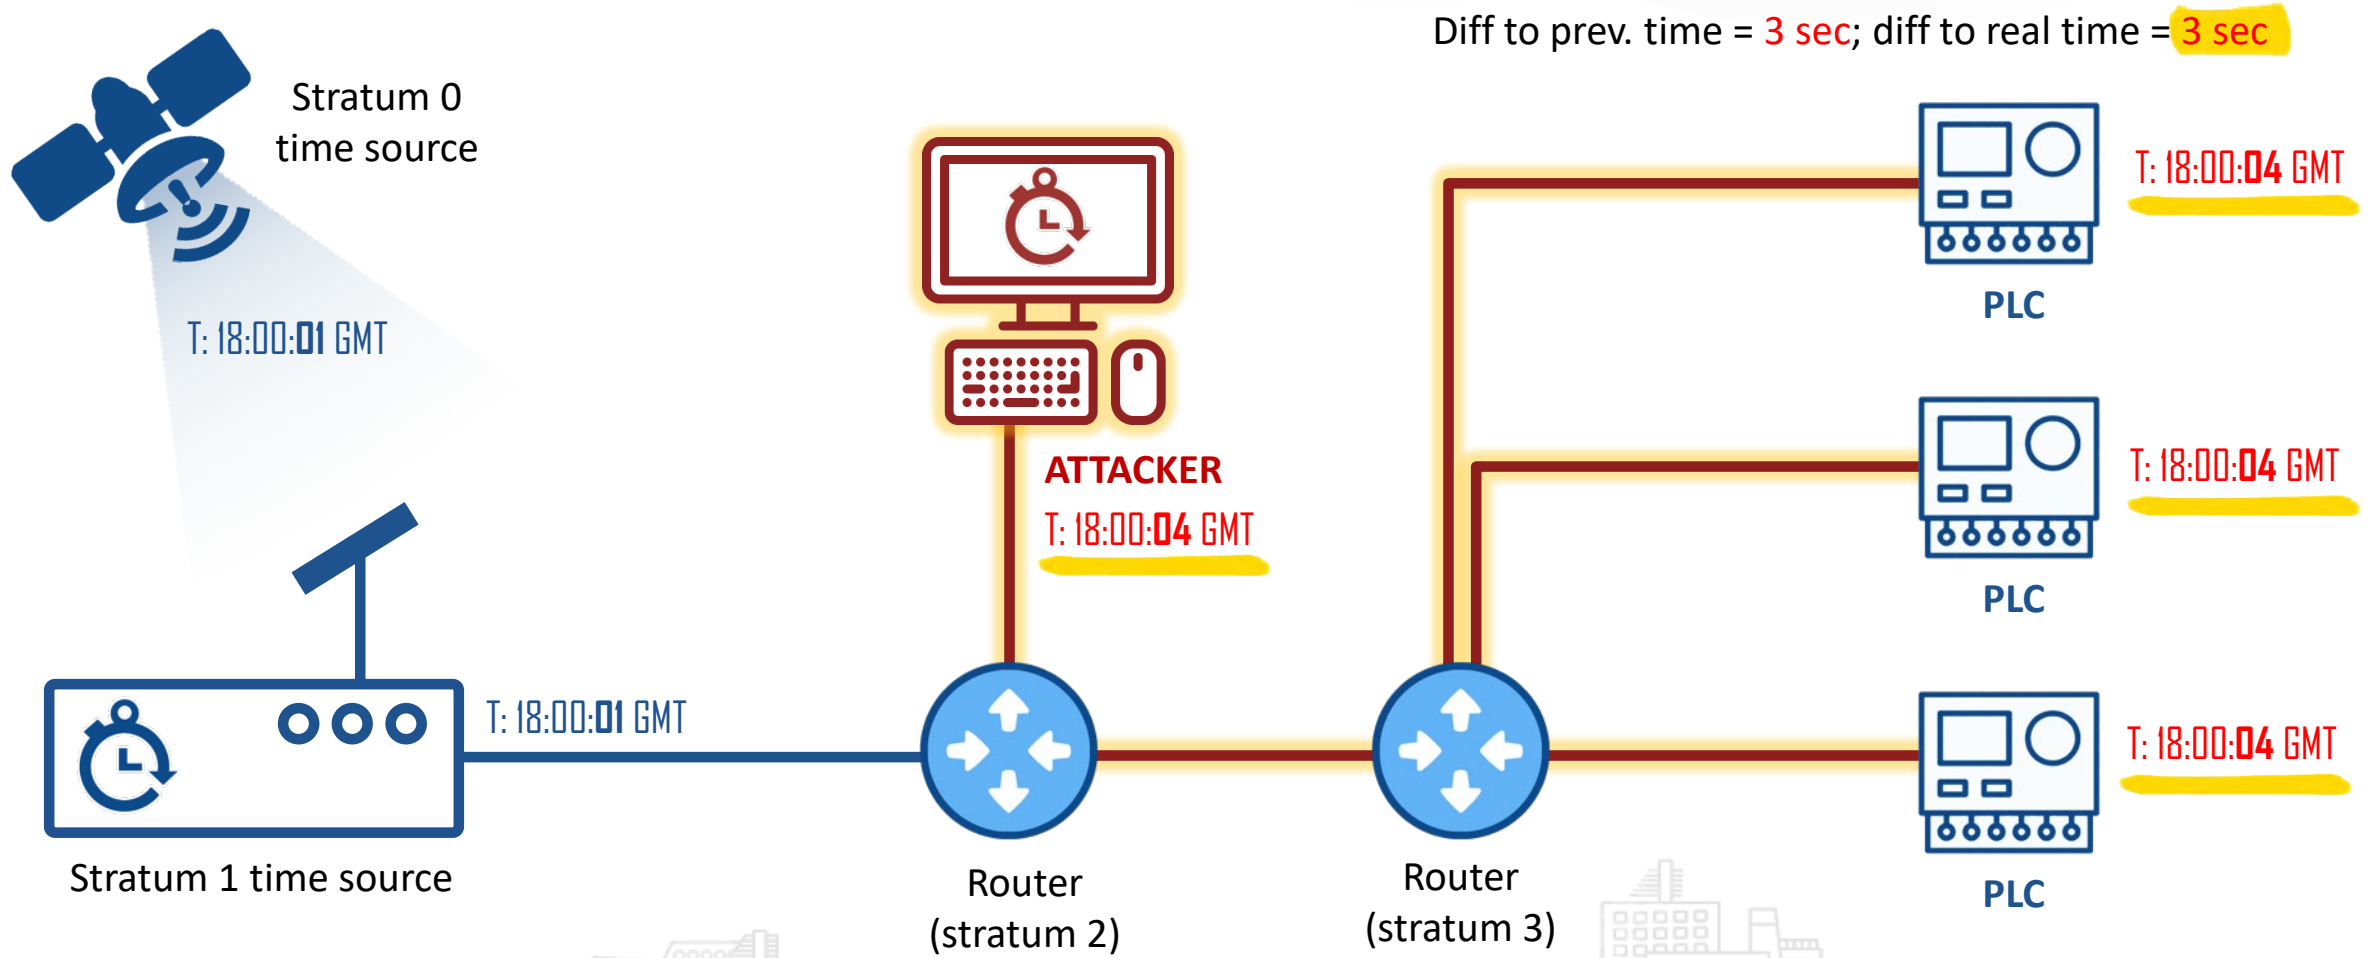 Diff to prev. time = 3 sec; diff to real time = 3 sec
Stratum 0
time source
T: 18:00:04 GMT
PLC
T: 18:00:01 GMT
ATTACKER
T: 18:00:04 GMT
T: 18:00:04 GMT
PLC
T: 18:00:01 GMT
T: 18:00:04 GMT
Stratum 1 time source
Router
(stratum 2)
Router
(stratum 3)
PLC